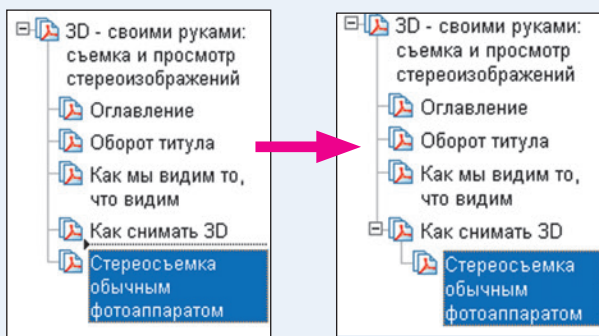 3D - своими руками:
съемка и просмотр
стереоизображений
Оглавление
Оборот титула
Как мы видим то,
что видим
Как снимать 3D
Стереосъемка
обычным
фотоаппаратом
3D - своими руками:
съемка и просмотр
стереоизображений
Оглавление
Оборот титула
Как мы видим то,
что видим
Как снимать 3D
Стереосъемка
обычным
фотоаппаратом